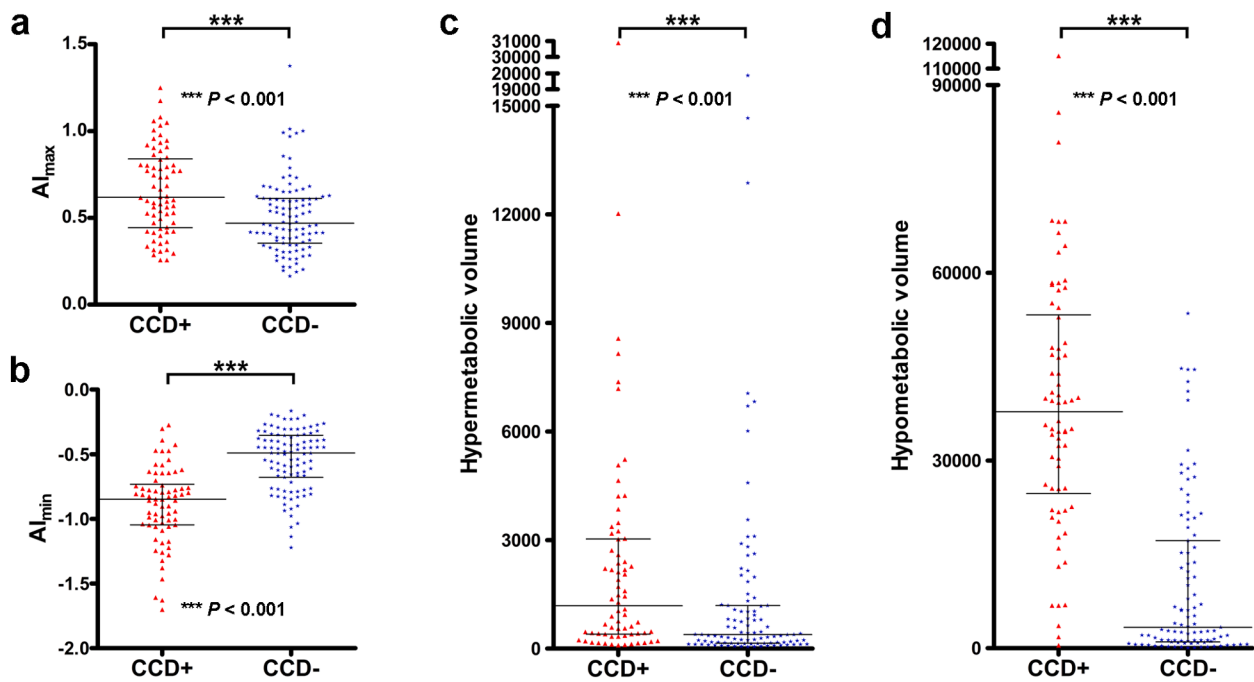 a
***
1.5
*** P < 0.001
1.0
0.5
0.0
AImax
CCD+ CCD-
b
***
0.0
-0.5
-1.0
-1.5
-2.0
AImin
*** P < 0.001
CCD+ CCD-
c
***
31000
30000
20000
19000
15000
*** P < 0.001
12000
9000
6000
3000
0
Hypermetabolic volume
CCD+ CCD-
d
***
120000
110000
90000
*** P < 0.001
60000
30000
0
Hypometabolic volume
CCD+ CCD-